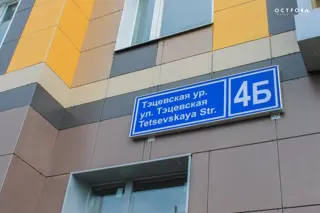 ОСТРОВА
Тэцевская ур.
ул. Тэцевская
Tetsevskaya Str.
4Б